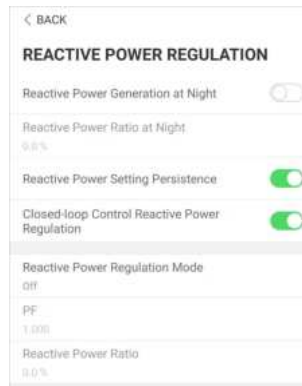 < BACK
REACTIVE POWER REGULATION
Reactive Power Generation at Night
Reactive Power Ratio at Night
0.0 %
Reactive Power Setting Persistence
Closed-loop Control Reactive Power
Regulation
Reactive Power Regulation Mode
Off
PF
1.000
Reactive Power Ratio
0.0 %